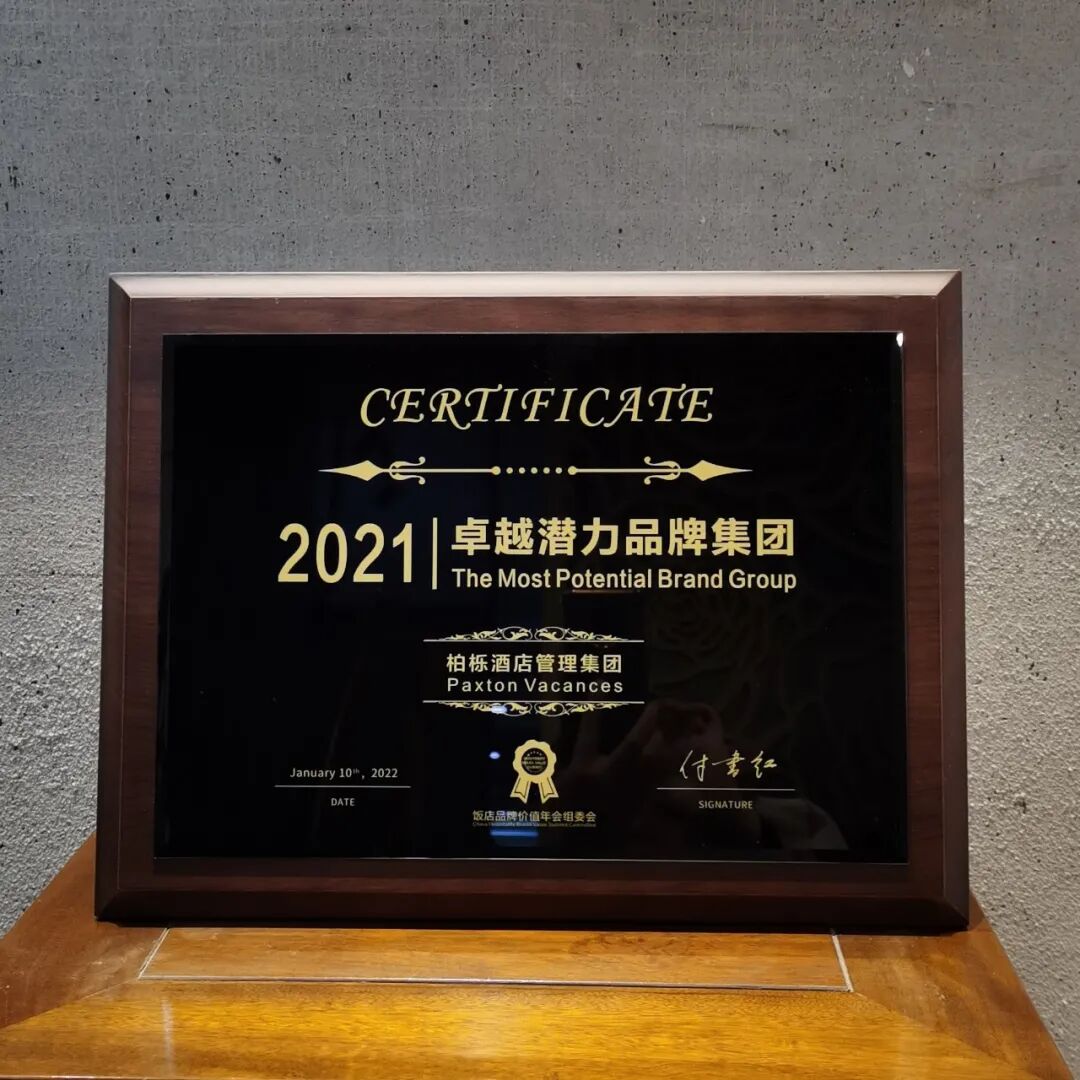 CERTIFICATE
2021
卓越潜力品牌集团
The Most Potential Brand Group
柏栎酒店管理集团
Paxton Vacances
January 10th, 2022
DATE
付书红
SIGNATURE
饭店品牌价值年会组委会